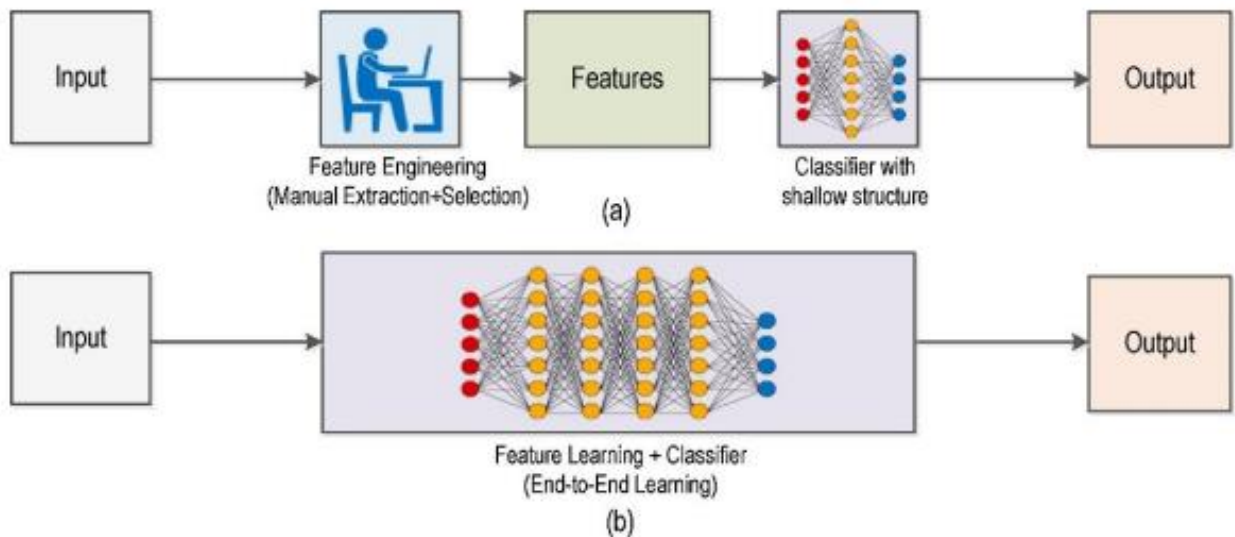 Input
Features
Output
Feature Engineering
(Manual Extraction+Selection)
Classifier with
shallow structure
(a)
Input
Output
Feature Learning + Classifier
(End-to-End Learning)
(b)